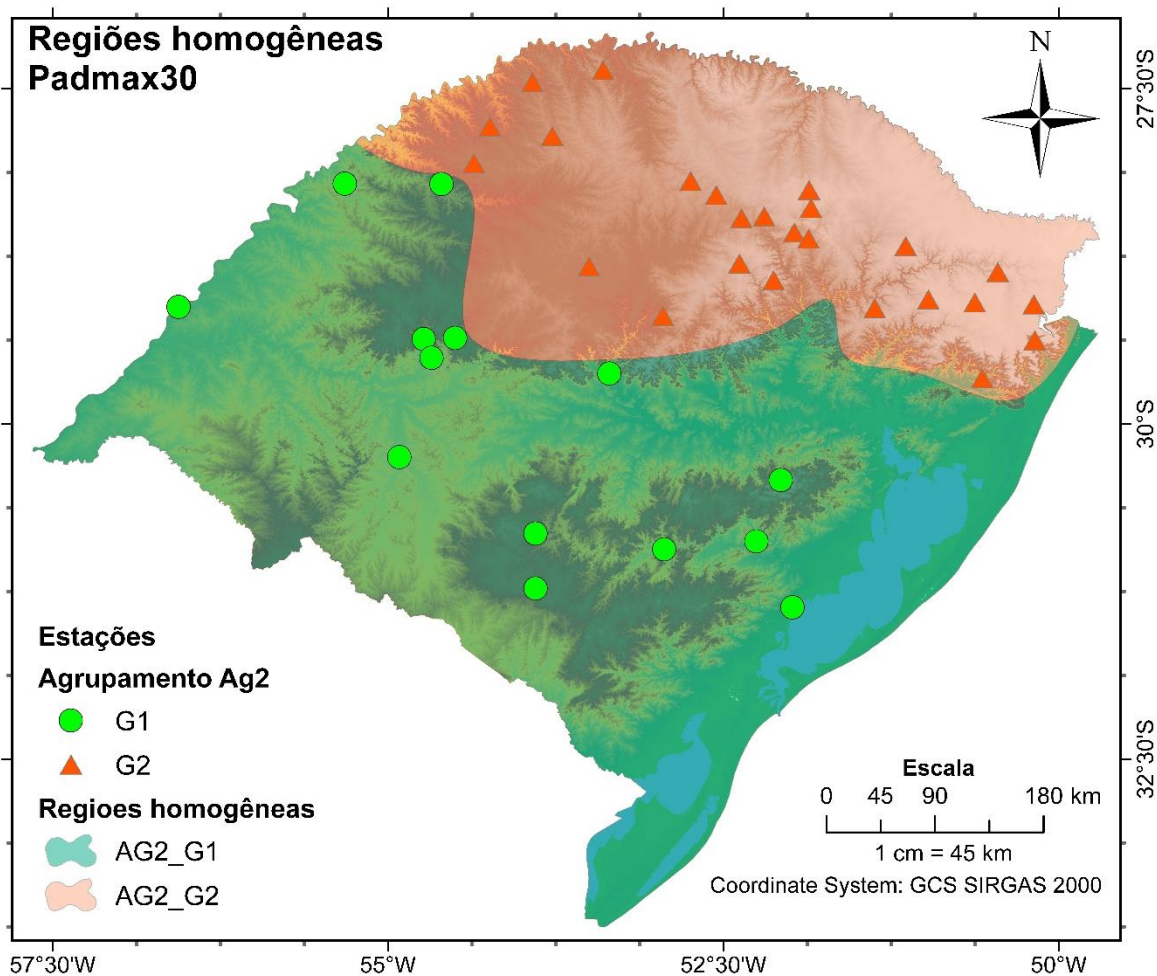 Regiões homogêneas
Padmax30
N
27°30'S
30°S
32°30'S
Estações
Agrupamento Ag2
G1
G2
Regioes homogêneas
AG2_G1
AG2_G2
Escala
0 45 90 180 km
1 cm = 45 km
Coordinate System: GCS SIRGAS 2000
57°30'W 55°W 52°30'W 50°W